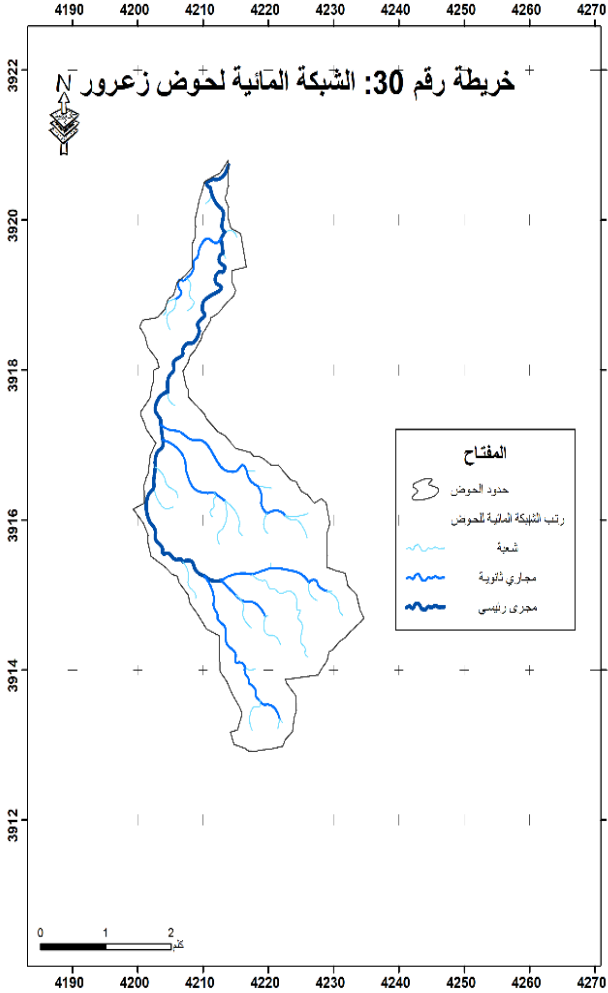 4190 4200 4210 4220 4230 4240 4250 4260 4270
خريطة رقم 30: الشبكة المائية لحوض زعرور
N
3922
3920
3918
3916
3914
3912
المفتاح
حدود الحوض
رتب الشبكة المائية للحوض
شعبة
مجاري ثانوية
مجرى رئيسي
0 1 2
كلم
4190 4200 4210 4220 4230 4240 4250 4260 4270